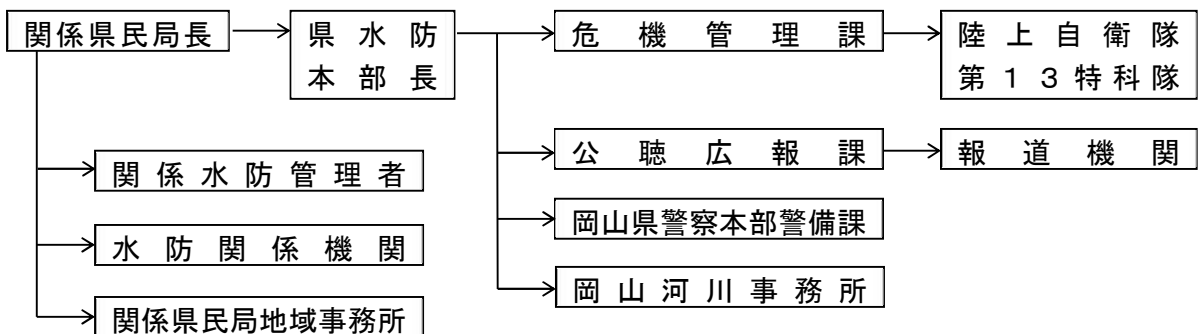 関係県民局長
県水防
本部長
危機管理課
陸上自衛隊
第１３特科隊
公聴広報課
報道機関
関係水防管理者
岡山県警察本部警備課
水防関係機関
岡山河川事務所
関係県民局地域事務所